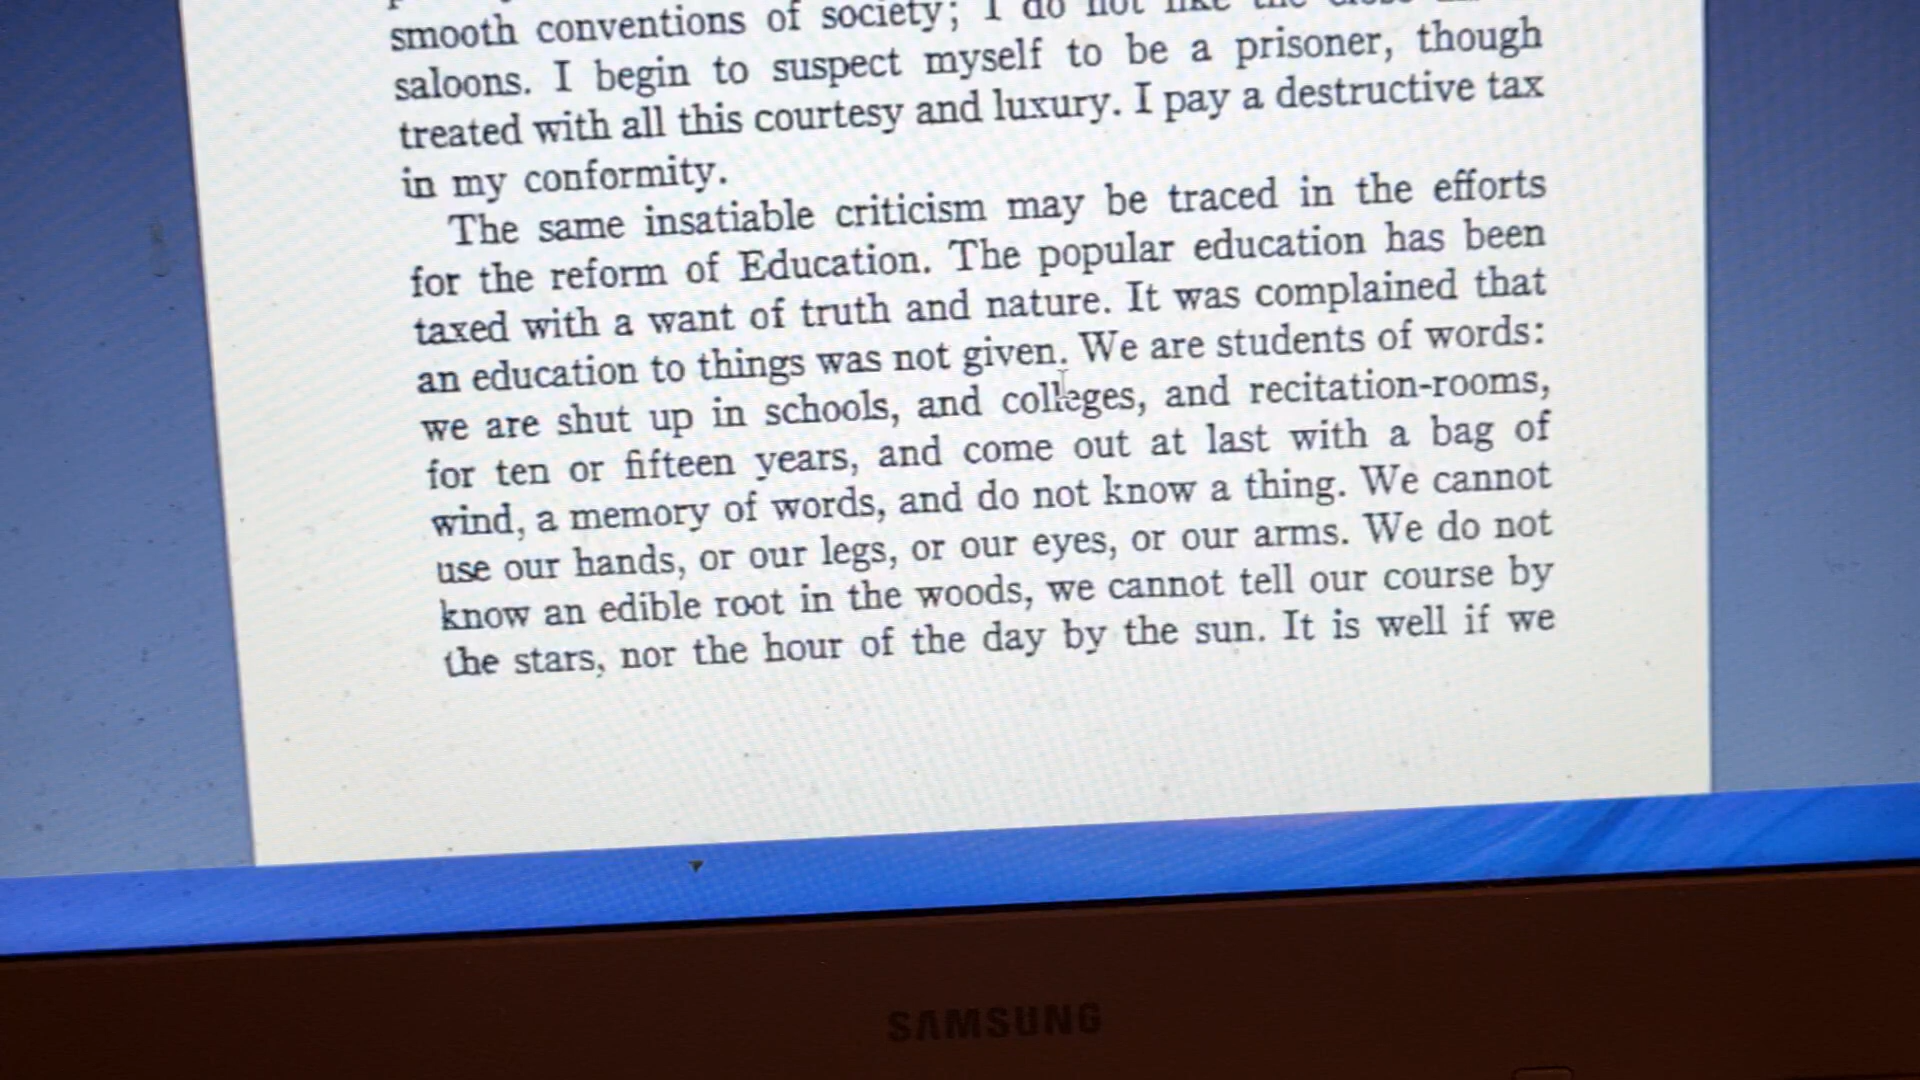 smooth conventions of society; I do not like the close
saloons. I begin to suspect myself to be a prisoner, though
treated with all this courtesy and luxury. I pay a destructive tax
in my conformity.
The same insatiable criticism may be traced in the efforts
for the reform of Education. The popular education has been
taxed with a want of truth and nature. It was complained that
an education to things was not given. We are students of words:
we are shut up in schools, and colleges, and recitation-rooms,
for ten or fifteen years, and come out at last with a bag of
wind, a memory of words, and do not know a thing. We cannot
use our hands, or our legs, or our eyes, or our arms. We do not
know an edible root in the woods, we cannot tell our course by
the stars, nor the hour of the day by the sun. It is well if we
SAMSUNG